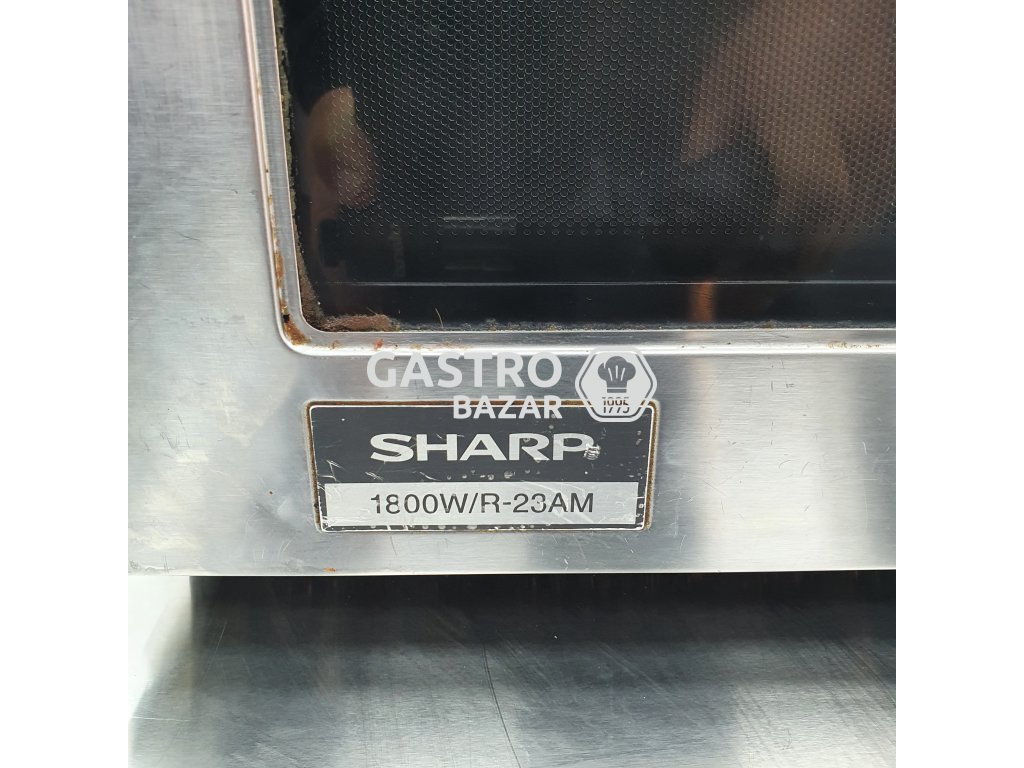 GASTRO
BAZAR
1995
SHARP
1800W/R-23AM